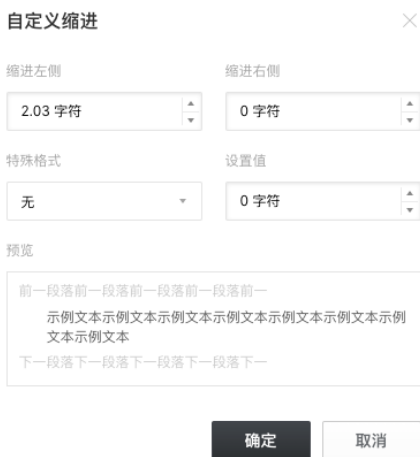 自定义缩进
缩进左侧 缩进右侧
2.03 字符 0 字符
特殊格式 设置值
无 0 字符
预览
前一段落前一段落前一段落前一段落前一
示例文本示例文本示例文本示例文本示例文本示例文本示例
文本示例文本
下一段落下一段落下一段落下一段落下一
确定 取消